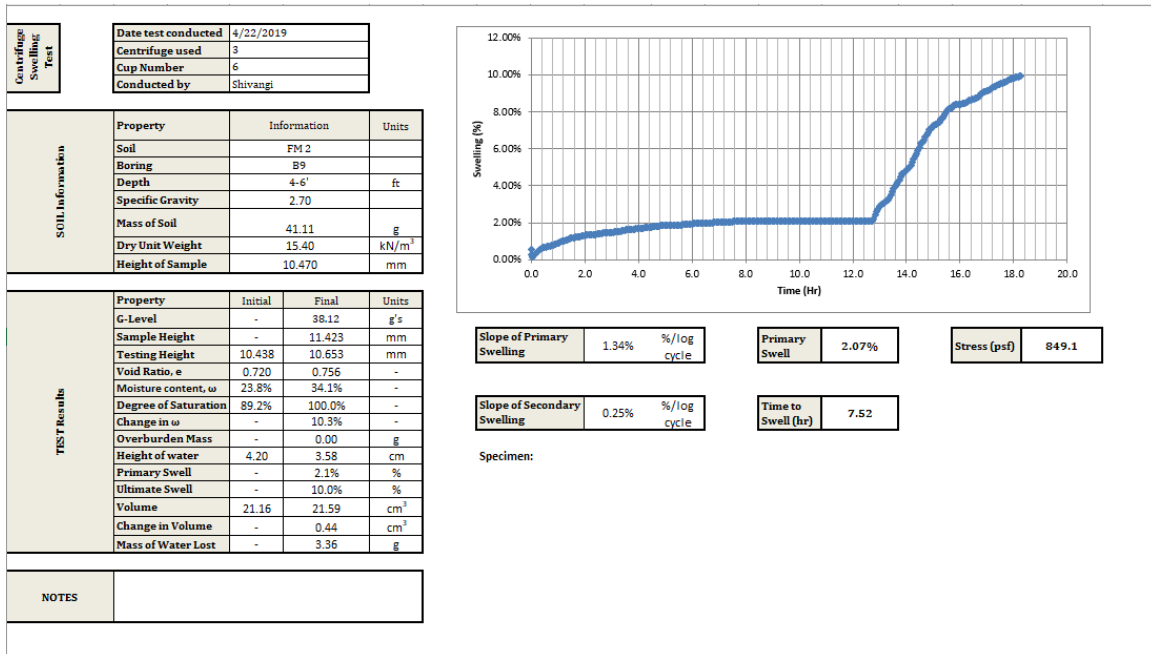 Centrifuge
Swelling
Test
Date test conducted 4/22/2019
Centrifuge used 3
Cup Number 6
Conducted by Shivangi
SOIL Information
Property Information Units
Soil FM 2
Boring B9
Depth 4-6' ft
Specific Gravity 2.70
Mass of Soil 41.11 g
Dry Unit Weight 15.40 kN/m³
Height of Sample 10.470 mm
TEST Results
Property Initial Final Units
G-Level - 38.12 g's
Sample Height - 11.423 mm
Testing Height 10.438 10.653 mm
Void Ratio, e 0.720 0.756 -
Moisture content, ω 23.8% 34.1% -
Degree of Saturation 89.2% 100.0% -
Change in ω - 10.3% -
Overburden Mass - 0.00 g
Height of water 4.20 3.58 cm
Primary Swell - 2.1% %
Ultimate Swell - 10.0% %
Volume 21.16 21.59 cm³
Change in Volume - 0.44 cm³
Mass of Water Lost - 3.36 g
NOTES
12.00%
10.00%
8.00%
6.00%
4.00%
2.00%
0.00%
Swelling (%)
0.0 2.0 4.0 6.0 8.0 10.0 12.0 14.0 16.0 18.0 20.0
Time (Hr)
Slope of Primary
Swelling
1.34%
%/log
cycle
Primary
Swell
2.07%
Stress (psf) 849.1
Slope of Secondary
Swelling
0.25%
%/log
cycle
Time to
Swell (hr)
7.52
Specimen: